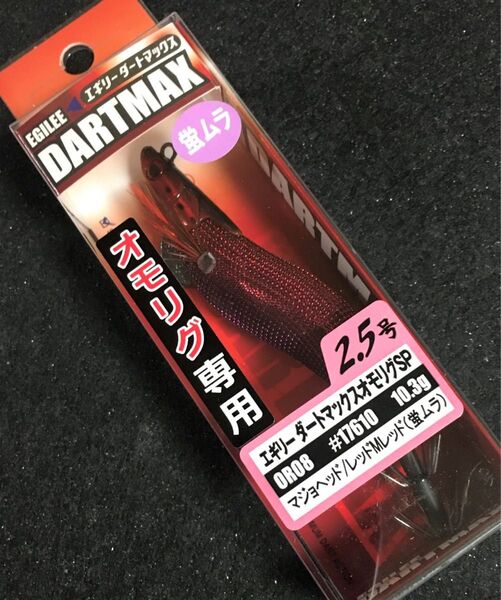 EGILEE エギリー ダートマックス
DARTMAX
蛍ムラ
DARTM
オモリグ専用
2.5号
エギリー ダートマックスオモリグSP
OR08 #17610 10.3g
マジョヘッド/レッドMレッド(蛍ムラ)